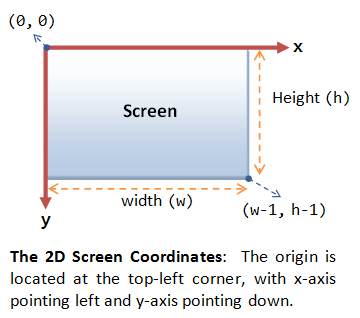 (0, 0)
x
Height (h)
Screen
width (w)
(w-1, h-1)
y
The 2D Screen Coordinates: The origin is
located at the top-left corner, with x-axis
pointing left and y-axis pointing down.